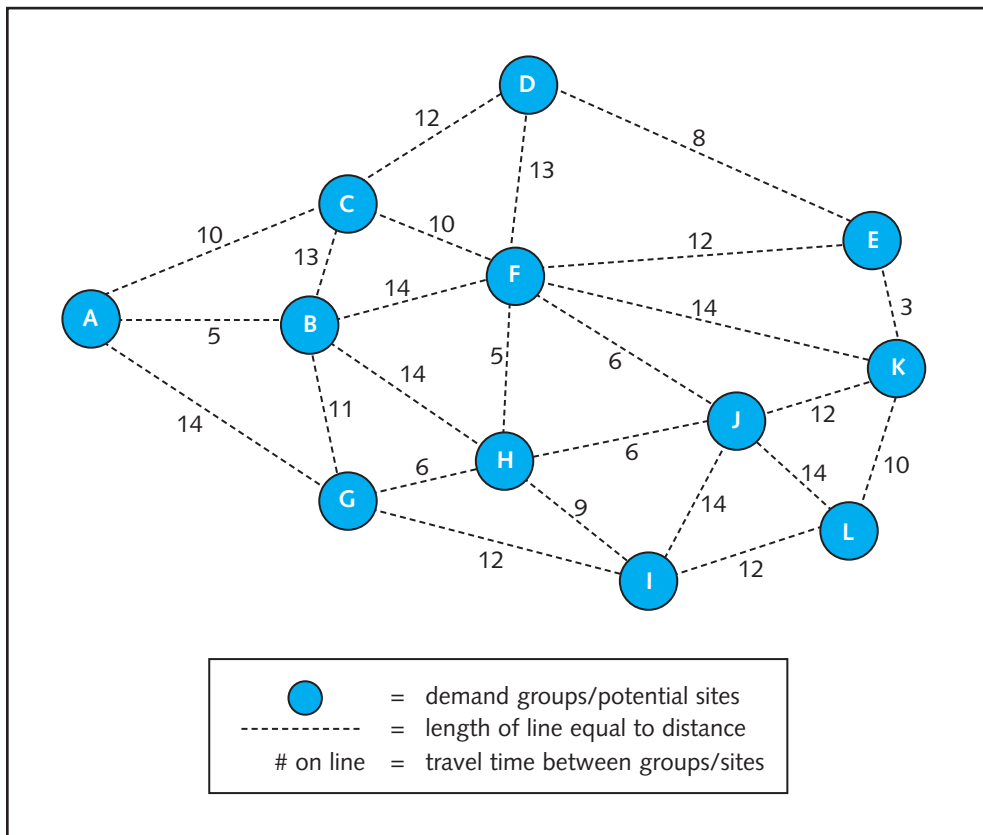 D
12
8
13
C
10
10
E
13
12
F
14
A
B
14
3
5
5
14
6
K
11
14
J
12
H
6
6
14
14
10
G
9
L
12
I
12
= demand groups/potential sites
= length of line equal to distance
# on line = travel time between groups/sites